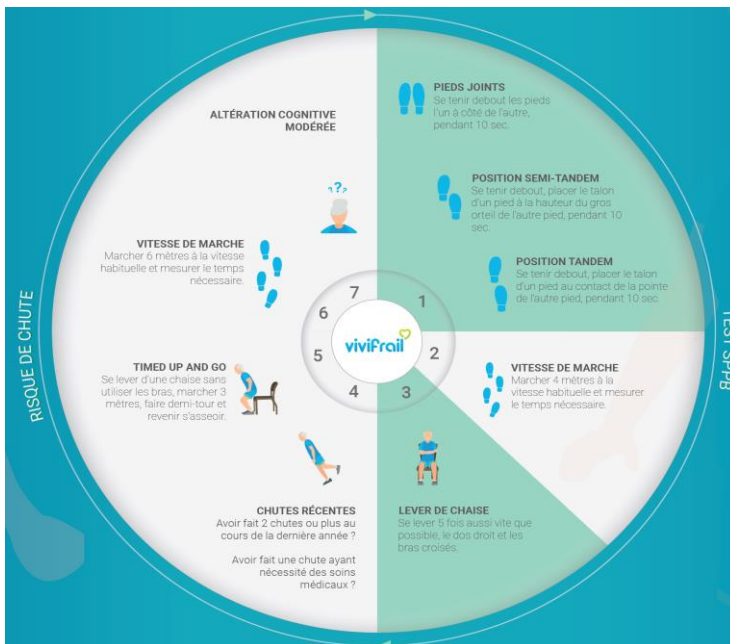 PIEDS JOINTS
Se tenir debout les pieds
l'un à côté de l'autre,
pendant 10 sec.
POSITION SEMI-TANDEM
Se tenir debout, placer le talon
d'un pied à la hauteur du gros
orteil de l'autre pied, pendant 10
sec.
POSITION TANDEM
Se tenir debout, placer le talon
d'un pied au contact de la pointe
de l'autre pied, pendant 10 sec.
VITESSE DE MARCHE
Marcher 4 mètres à la
vitesse habituelle et mesurer
le temps nécessaire.
LEVER DE CHAISE
Se lever 5 fois aussi vite que
possible, le dos droit et les
bras croisés.
CHUTES RÉCENTES
Avoir fait 2 chutes ou plus au
cours de la dernière année ?
Avoir fait une chute ayant
nécessité des soins
médicaux ?
TIMED UP AND GO
Se lever d'une chaise sans
utiliser les bras, marcher 3
mètres, faire demi-tour et
revenir s'asseoir.
VITESSE DE MARCHE
Marcher 6 mètres à la vitesse
habituelle et mesurer le temps
nécessaire.
ALTÉRATION COGNITIVE
MODÉRÉE
???
1
2
3
4
5
6
7
vivifrail
RISQUE DE CHUTE
TEST SPPB